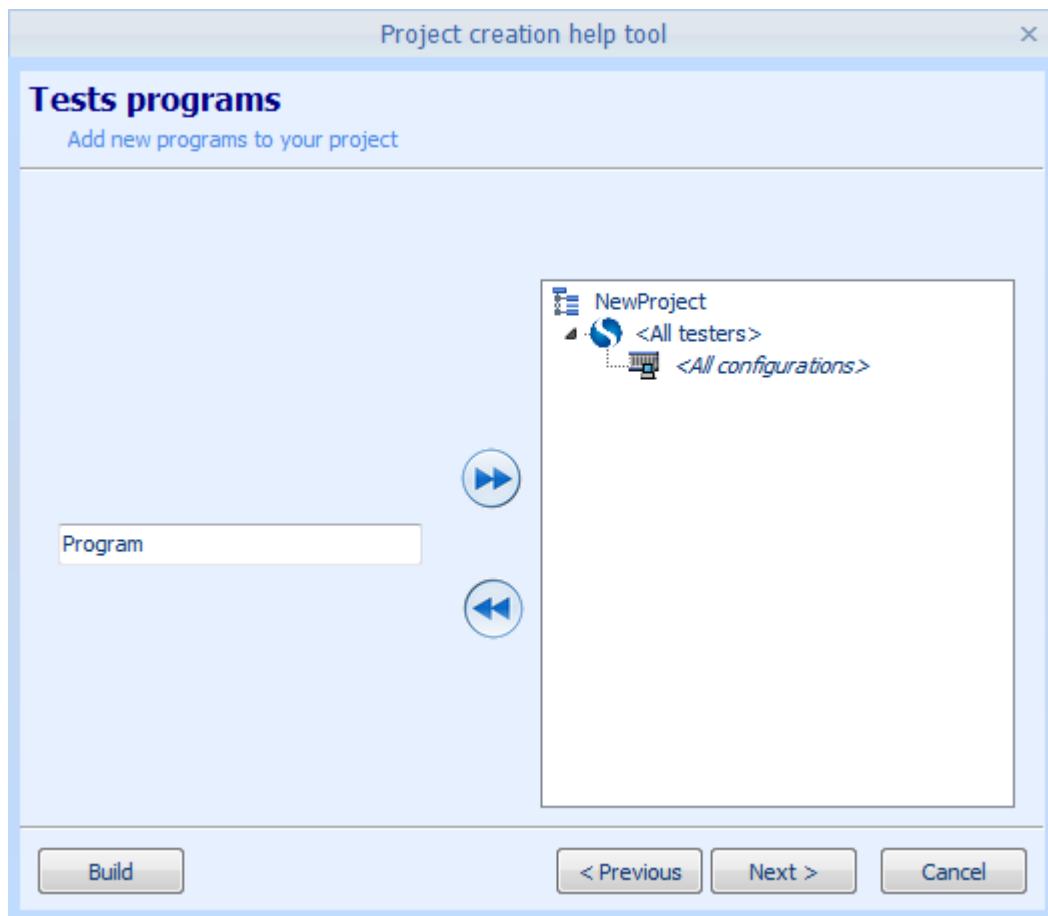 Project creation help tool
Tests programs
Add new programs to your project
NewProject
<All testers>
<All configurations>
Program
Build
< Previous
Next >
Cancel